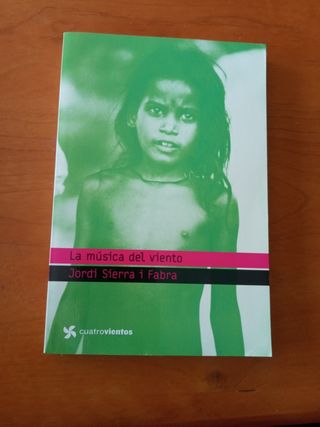 La música del viento
Jordi Sierra i Fabra
cuatrovientos